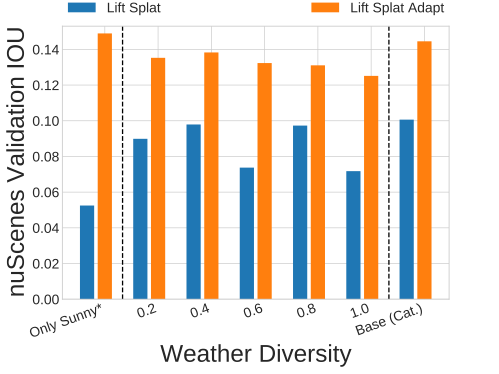 Lift Splat
Lift Splat Adapt
nuScenes Validation IOU
0.14
0.12
0.10
0.08
0.06
0.04
0.02
0.00
Only Sunny*
0.2
0.4
0.6
0.8
1.0
Base (Cat.)
Weather Diversity